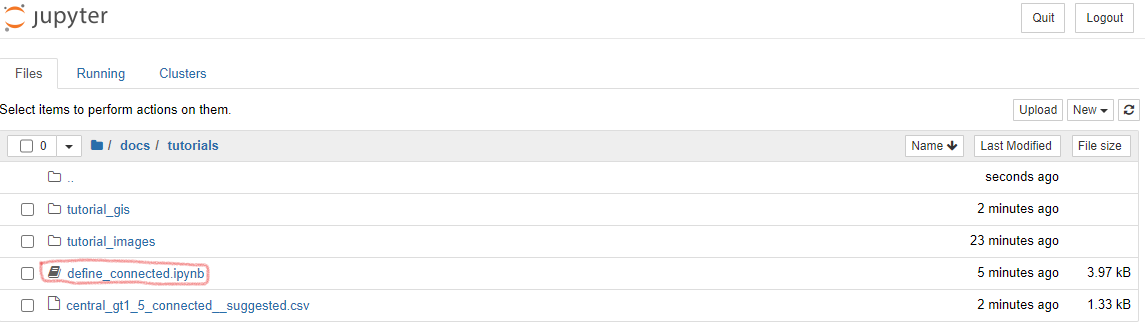 jupyter Quit Logout
Files Running Clusters
Select items to perform actions on them. Upload New
0 / docs / tutorials Name Last Modified File size
.. seconds ago
tutorial_gis 2 minutes ago
tutorial_images 23 minutes ago
define_connected.ipynb 5 minutes ago 3.97 kB
central_gt1_5_connected__suggested.csv 2 minutes ago 1.33 kB